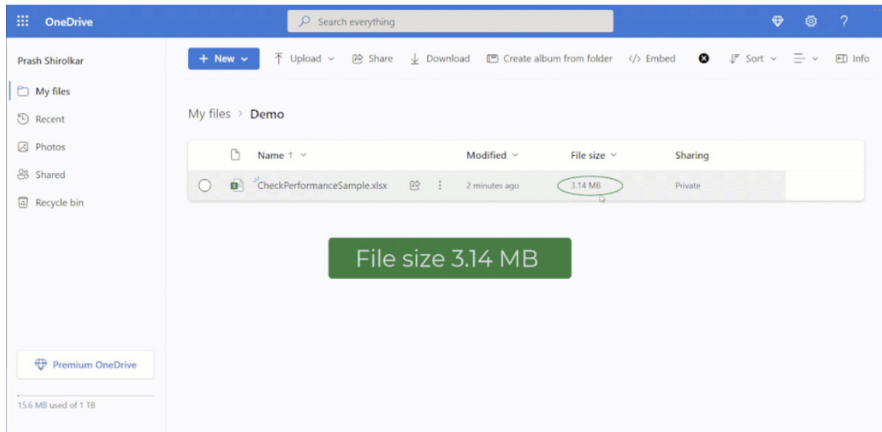 OneDrive
Search everything
?
Prash Shirolkar
+ New
Upload
Share
Download
Create album from folder
</> Embed
Sort
Info
My files
Recent
Photos
Shared
Recycle bin
My files > Demo
Name ↑
Modified
File size
Sharing
CheckPerformanceSample.xlsx
2 minutes ago
3.14 MB
Private
File size 3.14 MB
Premium OneDrive
15.6 MB used of 1 TB